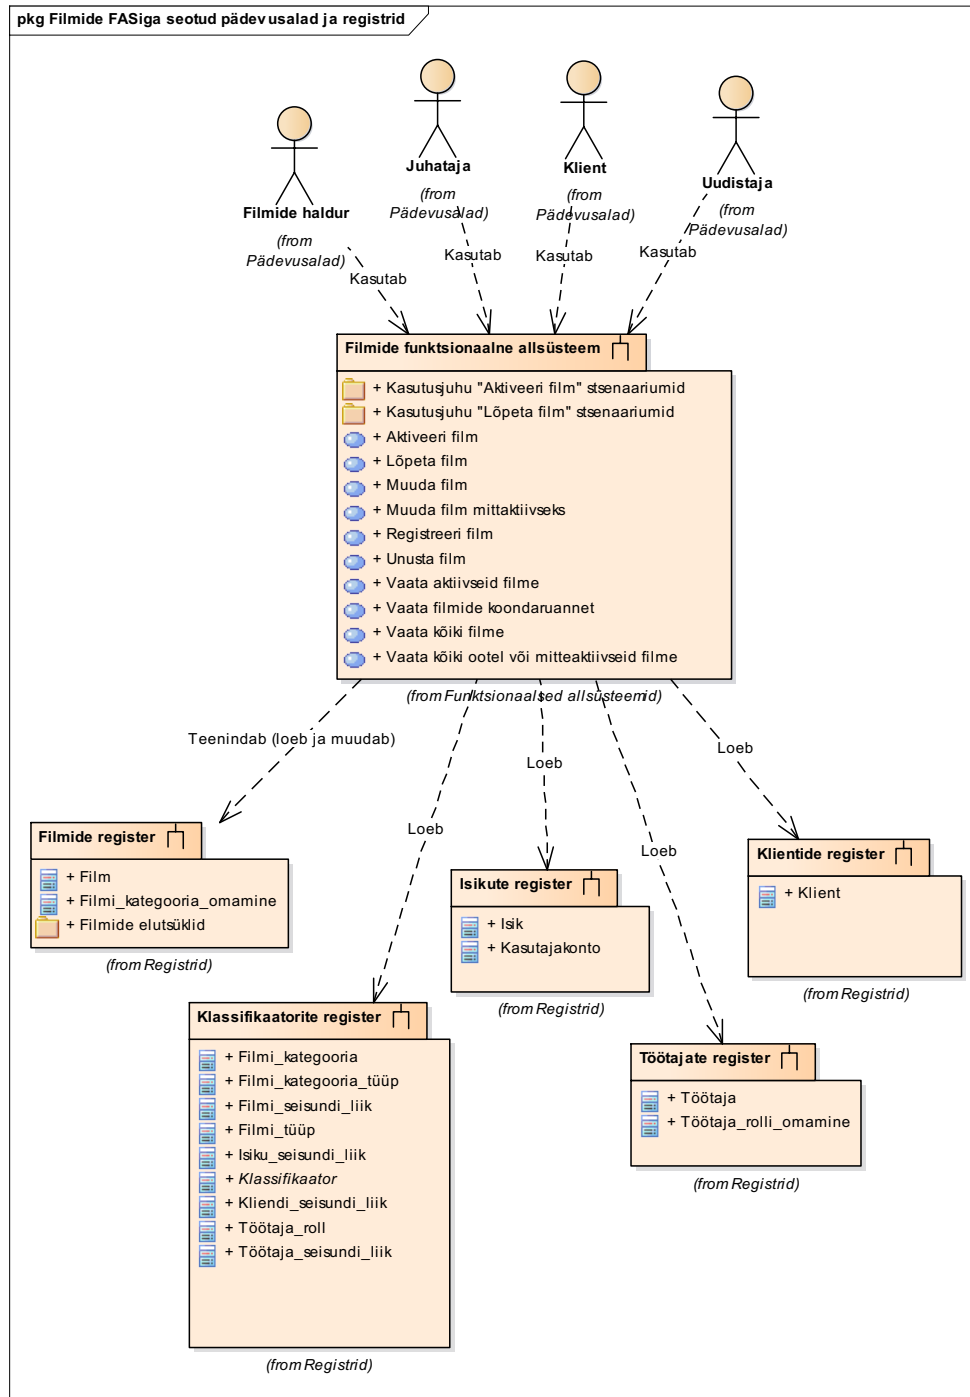 pkg Filmide FASiga seotud pädevusalad ja registrid
Juhataja
(from
Pädevusalad)
Klient
(from
Pädevusalad)
Uudistaja
(from
Pädevusalad)
Filmide haldur
(from
Pädevusalad)
Kasutab
Kasutab
Kasutab
Kasutab
Filmide funktsionaalne allsüsteem
+ Kasutusjuhu "Aktiveeri film" stsenaariumid
+ Kasutusjuhu "Lõpeta film" stsenaariumid
+ Aktiveeri film
+ Lõpeta film
+ Muuda film
+ Muuda film mittaktiivseks
+ Registreeri film
+ Unusta film
+ Vaata aktiivseid filme
+ Vaata filmide koondaruannet
+ Vaata kõiki filme
+ Vaata kõiki ootel või mitteaktiivseid filme
(from Funktsionaalsed allsüsteemid)
Teenindab (loeb ja muudab)
Loeb
Loeb
Loeb
Loeb
Filmide register
+ Film
+ Filmi_kategooria_omamine
+ Filmide elutsüklid
(from Registrid)
Isikute register
+ Isik
+ Kasutajakonto
(from Registrid)
Klientide register
+ Klient
(from Registrid)
Klassifikaatorite register
+ Filmi_kategooria
+ Filmi_kategooria_tüüp
+ Filmi_seisundi_liik
+ Filmi_tüüp
+ Isiku_seisundi_liik
+ Klassifikaator
+ Kliendi_seisundi_liik
+ Töötaja_roll
+ Töötaja_seisundi_liik
(from Registrid)
Töötajate register
+ Töötaja
+ Töötaja_rolli_omamine
(from Registrid)